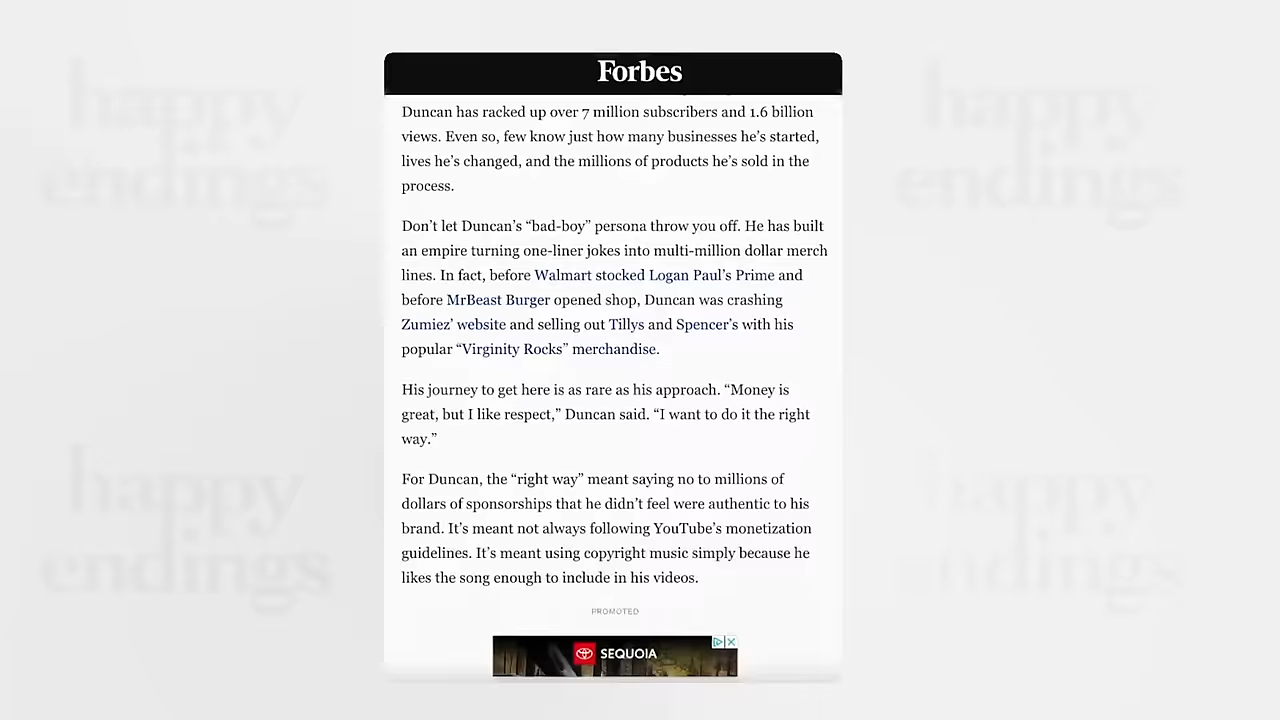 Forbes
Duncan has racked up over 7 million subscribers and 1.6 billion
views. Even so, few know just how many businesses he’s started,
lives he’s changed, and the millions of products he’s sold in the
process.
Don’t let Duncan’s “bad-boy” persona throw you off. He has built
an empire turning one-liner jokes into multi-million dollar merch
lines. In fact, before Walmart stocked Logan Paul’s Prime and
before MrBeast Burger opened shop, Duncan was crashing
Zumiez’ website and selling out Tillys and Spencer’s with his
popular “Virginity Rocks” merchandise.
His journey to get here is as rare as his approach. “Money is
great, but I like respect,” Duncan said. “I want to do it the right
way.”
For Duncan, the “right way” meant saying no to millions of
dollars of sponsorships that he didn’t feel were authentic to his
brand. It’s meant not always following YouTube’s monetization
guidelines. It’s meant using copyright music simply because he
likes the song enough to include in his videos.
PROMOTED
SEQUOIA
happy
endings
happy
endings
happy
endings
happy
endings